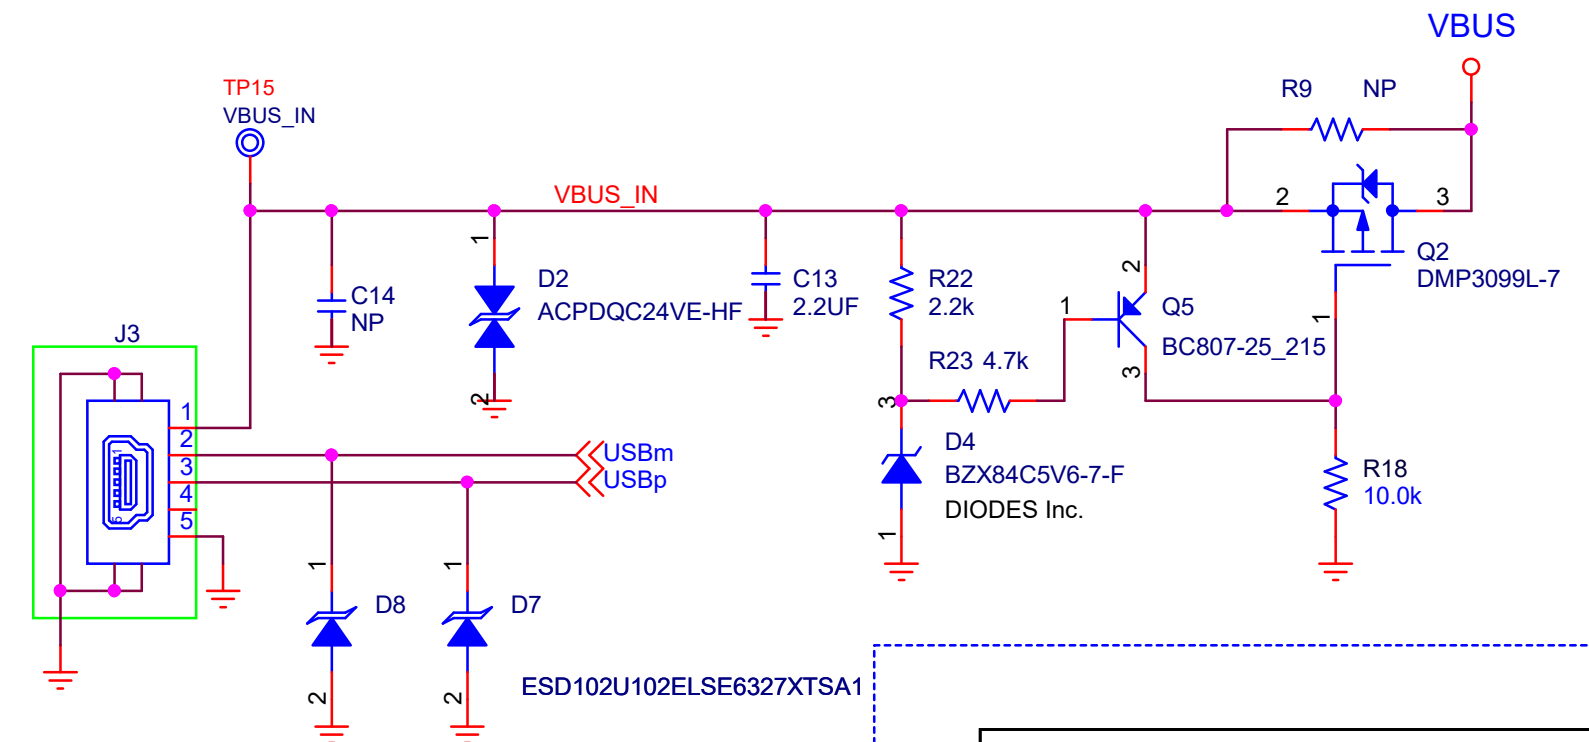 VBUS
TP15
VBUS_IN
R9 NP
VBUS_IN
2
3
1
2
Q2
DMP3099L-7
D2
ACPDQC24VE-HF
C13
2.2UF
R22
2.2k
1
Q5
BC807-25_215
C14
NP
1
J3
R23 4.7k
3
2
3
1
2
3
4
5
1
5
USBm
USBp
D4
BZX84C5V6-7-F
DIODES Inc.
R18
10.0k
1
1
1
D8
D7
2
2
ESD102U102ELSE6327XTSA1